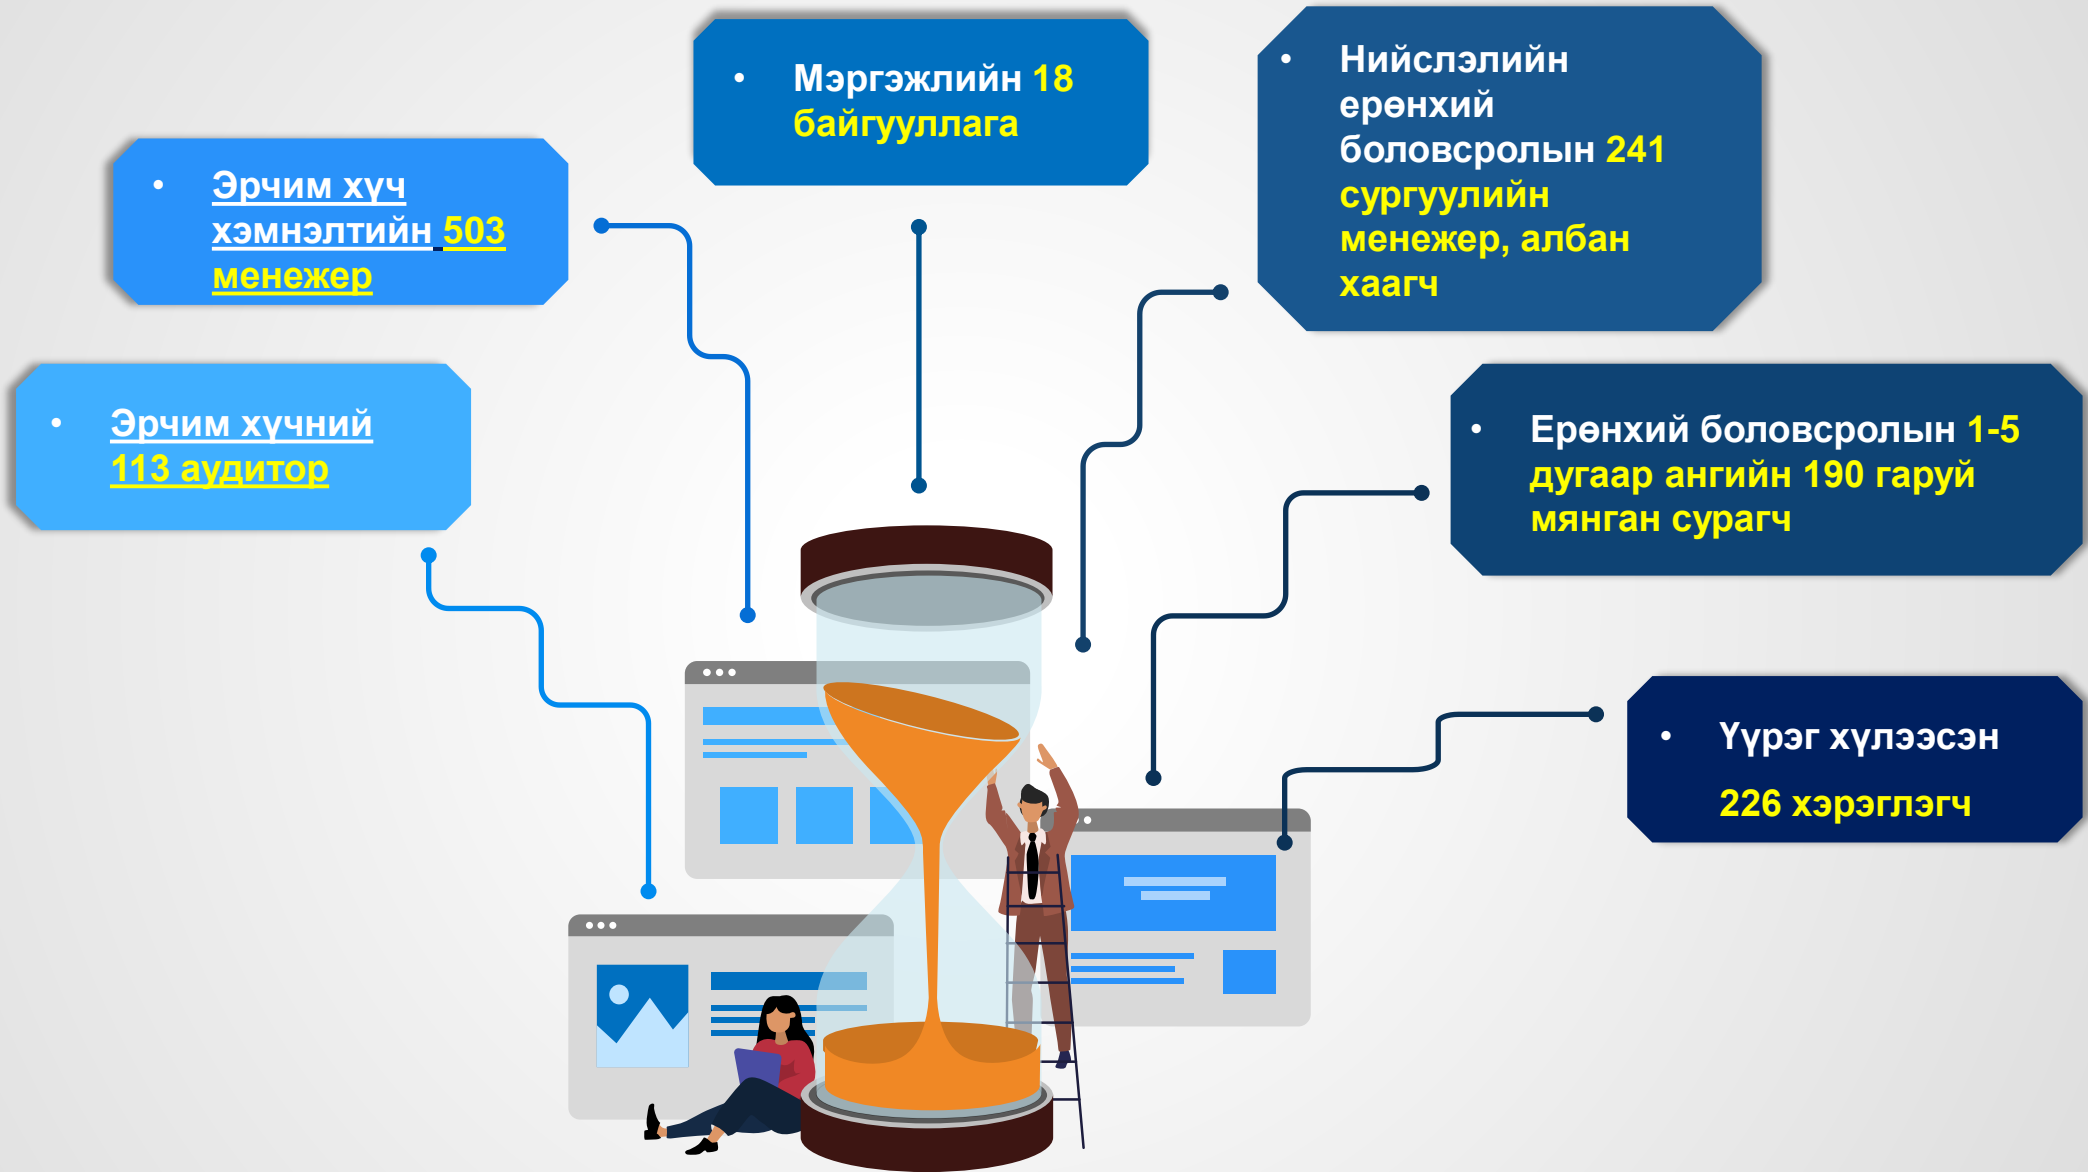 Мэргэжлийн 18
байгууллага
Нийслэлийн
ерөнхий
боловсролын 241
сургуулийн
менежер, албан
хаагч
Эрчим хүч
хэмнэлтийн 503
менежер
Эрчим хүчний
113 аудитор
Ерөнхий боловсролын 1-5
дугаар ангийн 190 гаруй
мянган сурагч
Үүрэг хүлээсэн
226 хэрэглэгч